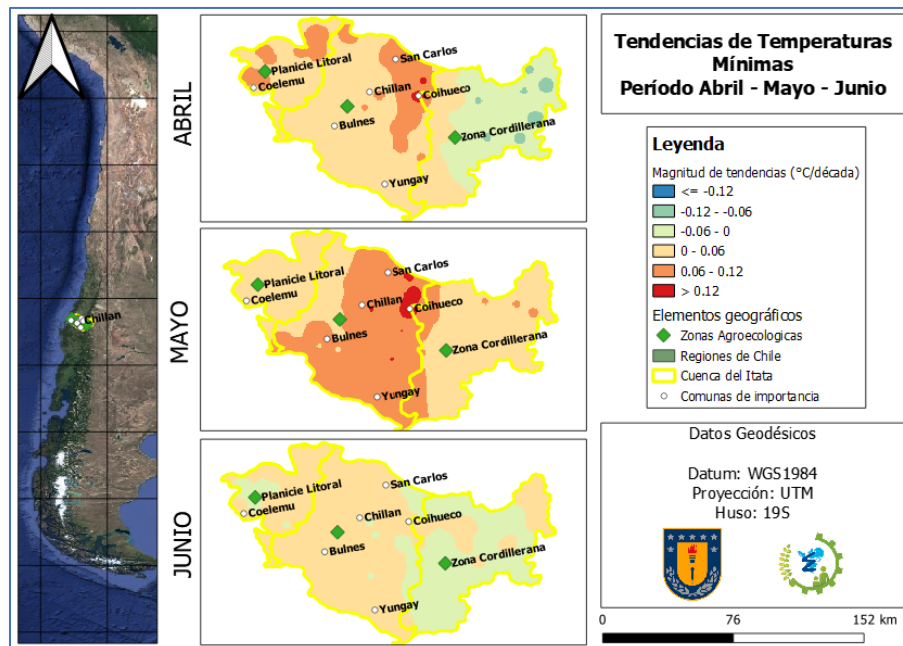 Tendencias de Temperaturas
Mínimas
Período Abril - Mayo - Junio
ABRIL
San Carlos
Planicie Litoral
Coelemu
Chillan
Coihueco
Bulnes
Zona Cordillerana
Yungay
MAYO
San Carlos
Planicie Litoral
Coelemu
Chillan
Coihueco
Bulnes
Zona Cordillerana
Yungay
JUNIO
San Carlos
Planicie Litoral
Coelemu
Chillan
Coihueco
Bulnes
Zona Cordillerana
Yungay
Chillan
Leyenda
Magnitud de tendencias (°C/década)
<= -0.12
-0.12 - -0.06
-0.06 - 0
0 - 0.06
0.06 - 0.12
> 0.12
Elementos geográficos
Zonas Agroecologicas
Regiones de Chile
Cuenca del Itata
Comunas de importancia
Datos Geodésicos
Datum: WGS1984
Proyección: UTM
Huso: 19S
0 76 152 km